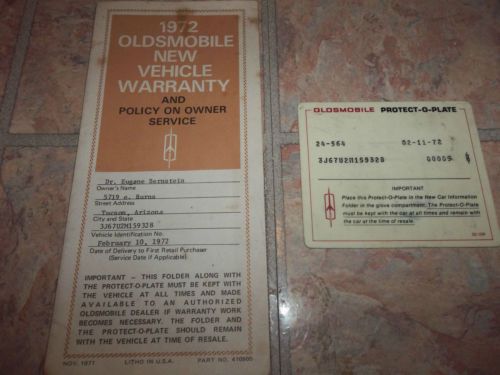 1972
OLDSMOBILE
NEW
VEHICLE
WARRANTY
AND
POLICY ON OWNER
SERVICE
Dr. Eugane Bernstein
Owner's Name
5719 e. Burns
Street Address
Tucson, Arizona
City and State
3J67U2M159328
Vehicle Identification No.
February 10, 1972
Date of Delivery to First Retail Purchaser
(Service Date if Applicable)
IMPORTANT – THIS FOLDER ALONG WITH
THE PROTECT-O-PLATE MUST BE KEPT WITH
THE VEHICLE AT ALL TIMES AND MADE
AVAILABLE TO AN AUTHORIZED
OLDSMOBILE DEALER IF WARRANTY WORK
BECOMES NECESSARY. THE FOLDER AND
THE PROTECT-O-PLATE SHOULD REMAIN
WITH THE VEHICLE AT TIME OF RESALE.
NOV. 1971 LITHO IN U.S.A. PART NO. 410905
OLDSMOBILE PROTECT-O-PLATE
24-564 02-11-72
3J67U2M159328 00009
IMPORTANT
Place this Protect-O-Plate in the New Car Information
Folder in the glove compartment. The Protect-O-Plate
must be kept with the car at all times and remain with
the car at time of resale.